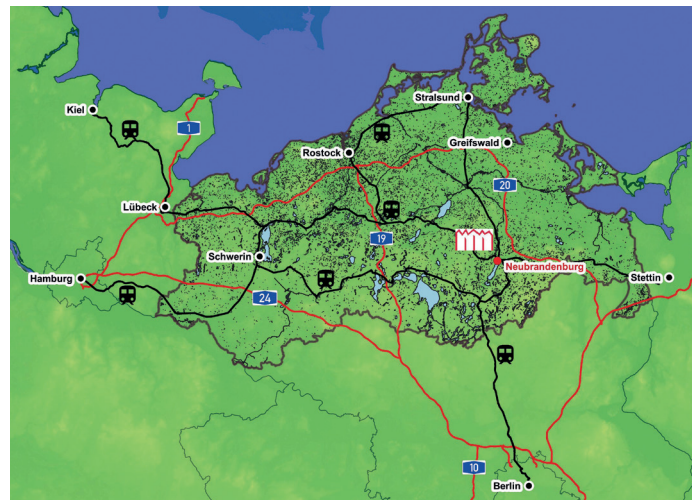 Stralsund
Kiel
1
Greifswald
Rostock
20
Lübeck
19
Schwerin
Neubrandenburg
Hamburg
Stettin
24
10
Berlin